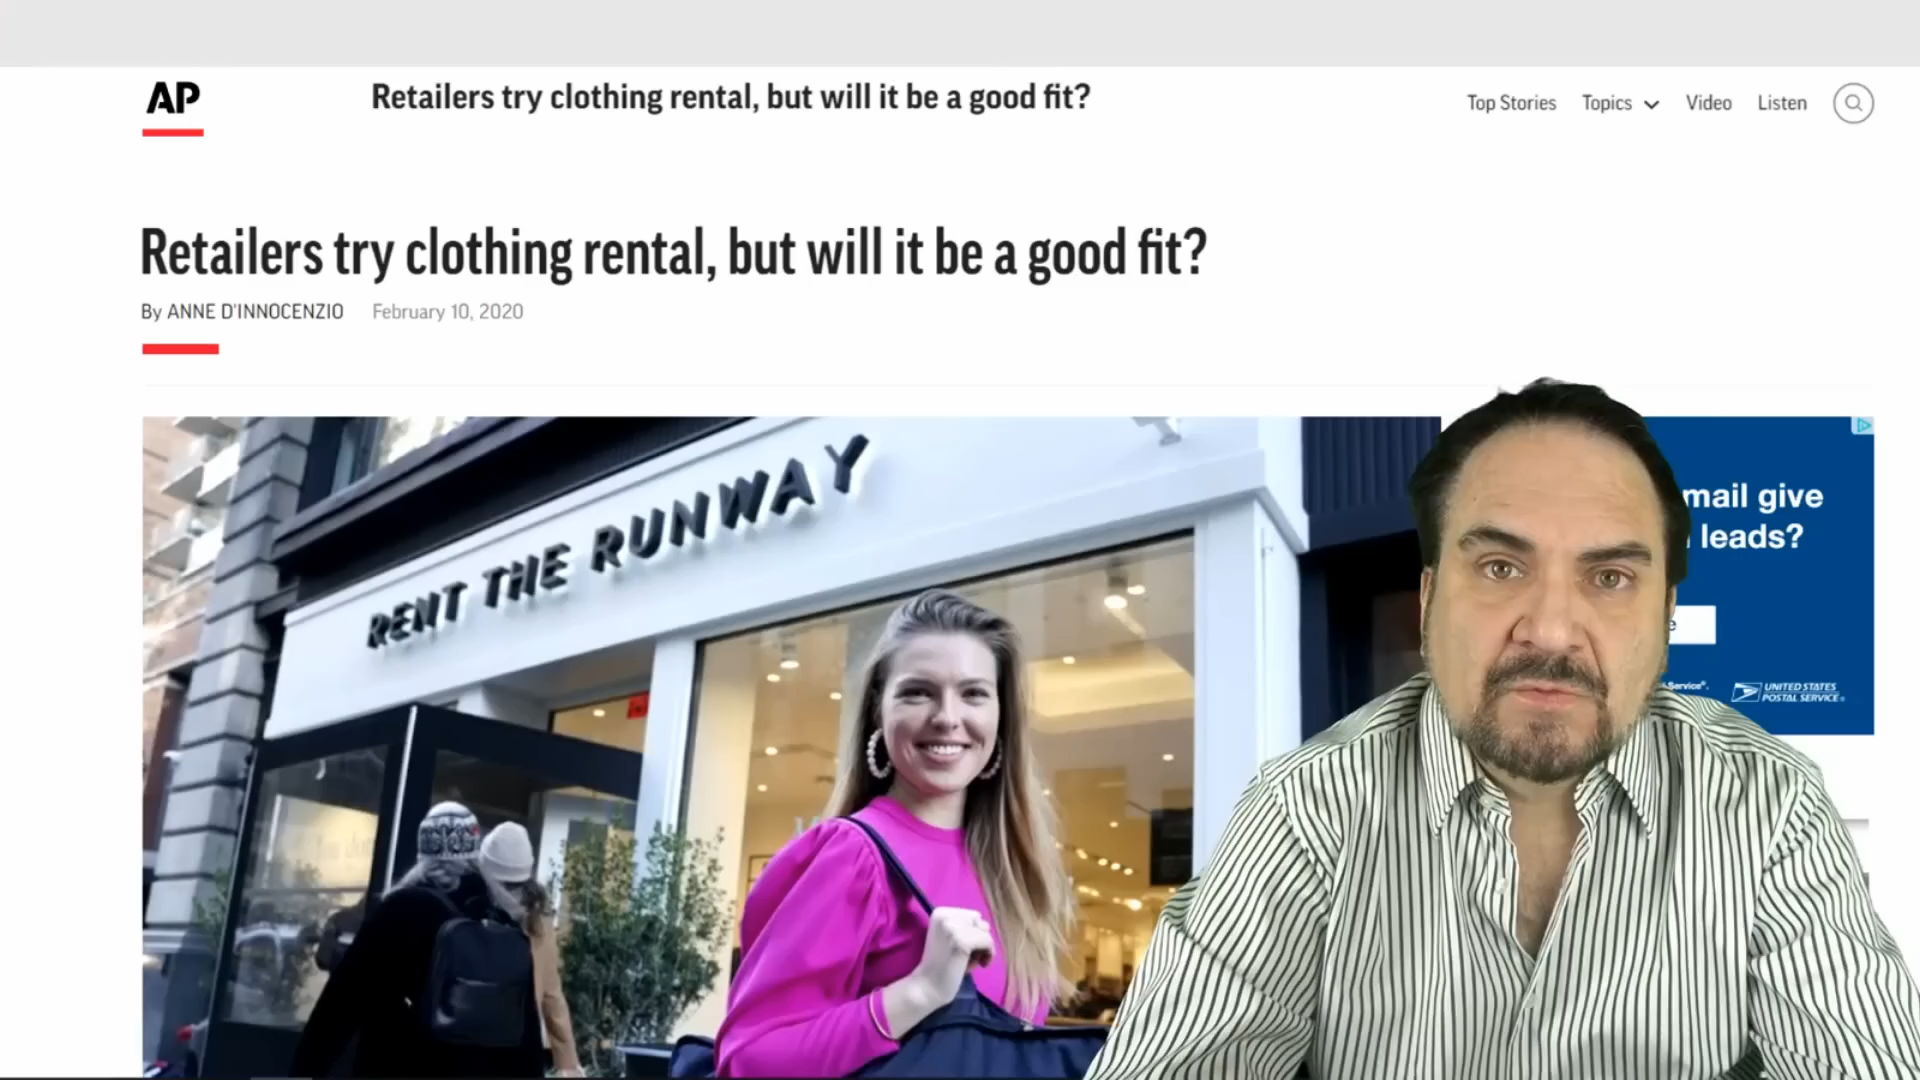 AP
Retailers try clothing rental, but will it be a good fit?
Top Stories
Topics
Video
Listen
Retailers try clothing rental, but will it be a good fit?
By ANNE D'INNOCENZIO
February 10, 2020
RENT THE RUNWAY
mail give
leads?
Service®.
UNITED STATES
POSTAL SERVICE®